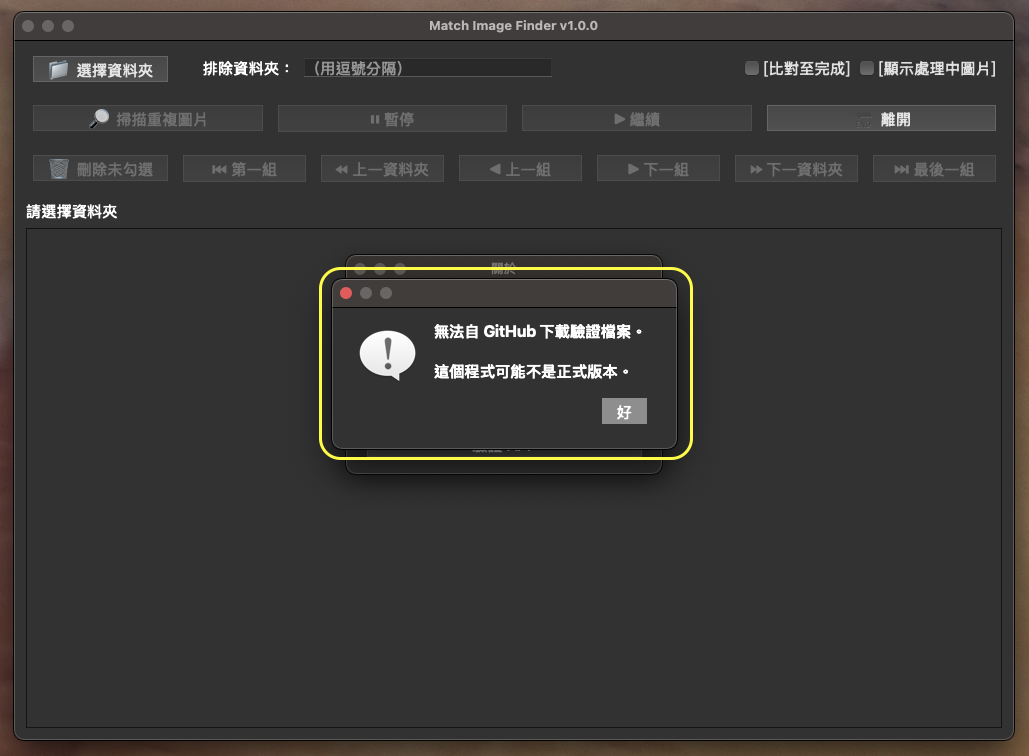 Match Image Finder v1.0.0
選擇資料夾 排除資料夾： （用逗號分隔） [比對至完成] [顯示處理中圖片]
掃描重複圖片 暫停 繼續 離開
刪除未勾選 第一組 上一資料夾 上一組 下一組 下一資料夾 最後一組
請選擇資料夾
關於
無法自 GitHub 下載驗證檔案。
這個程式可能不是正式版本。
好